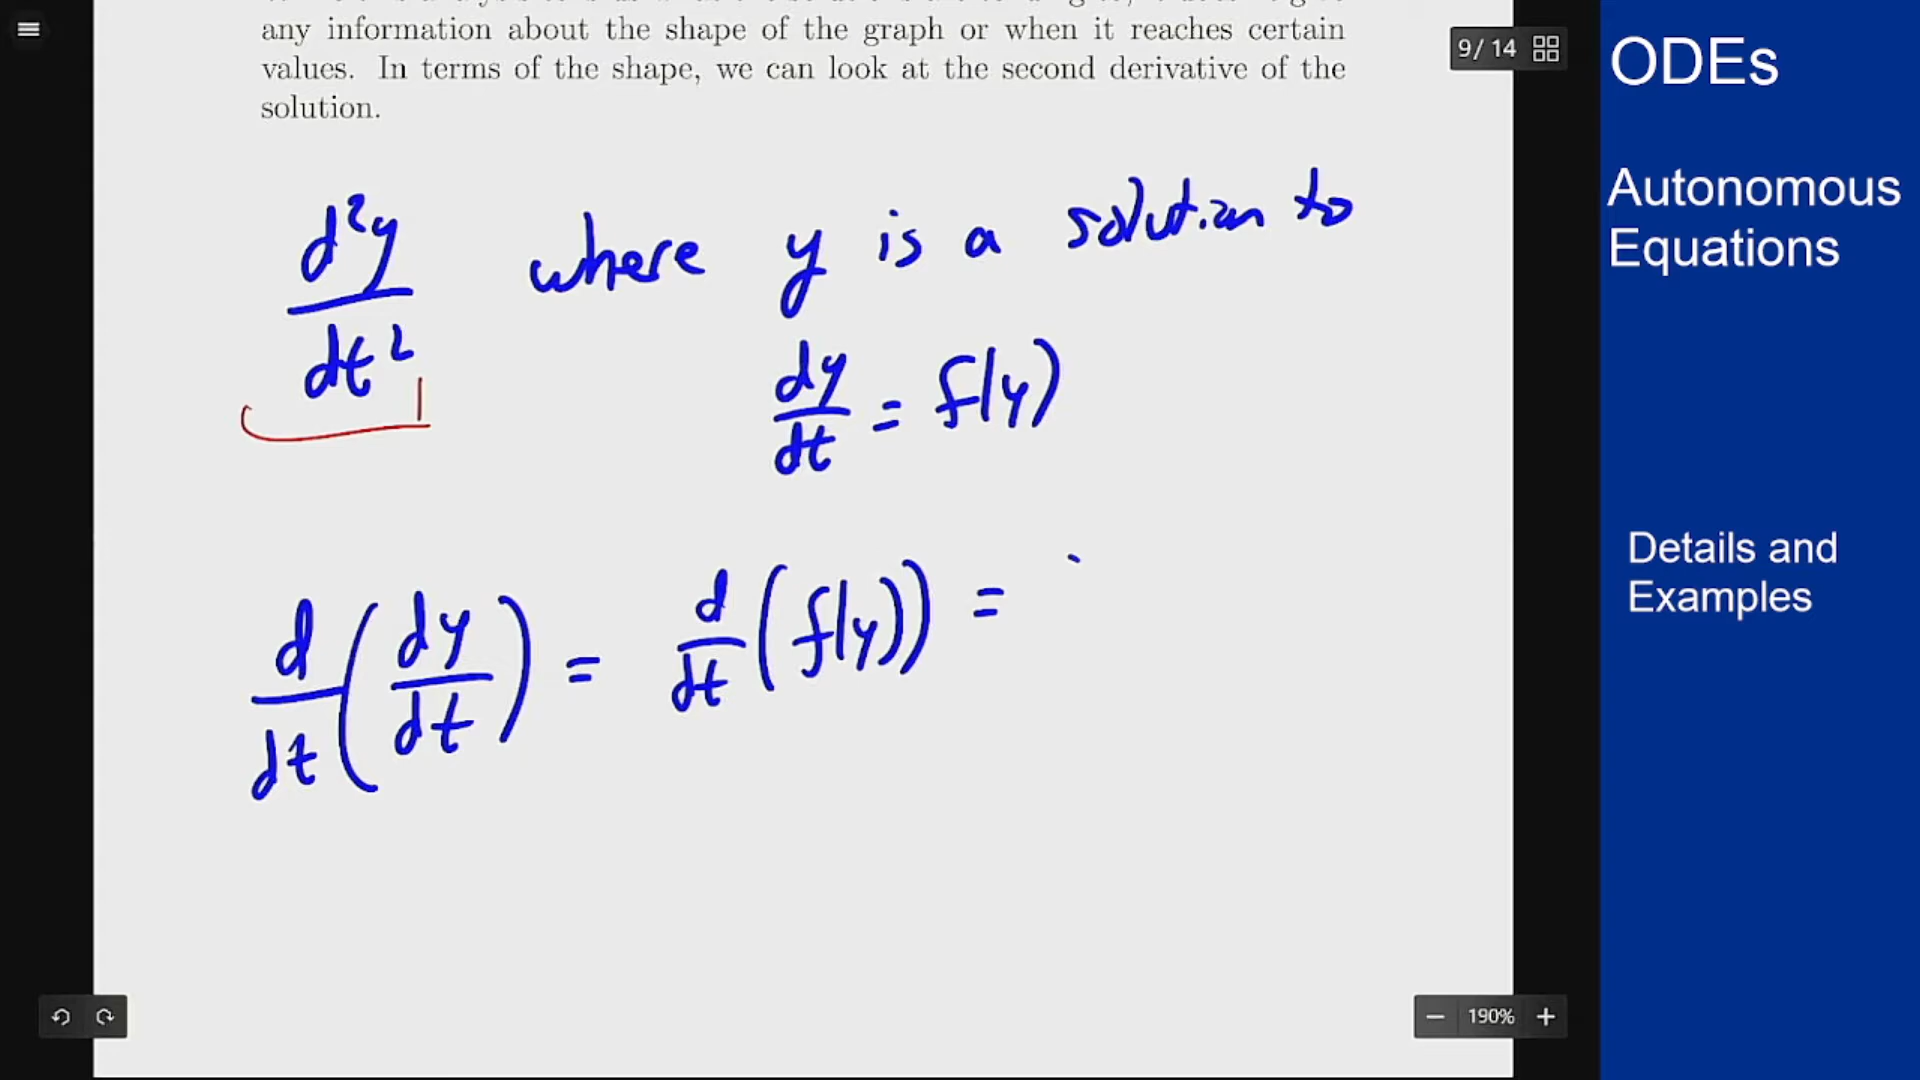 any information about the shape of the graph or when it reaches certain
values. In terms of the shape, we can look at the second derivative of the
solution.
d²y/dt² where y is a solution to
dy/dt = f(y)
d/dt (dy/dt) = d/dt (f(y)) =
9 / 14
ODEs
Autonomous
Equations
Details and
Examples
190%